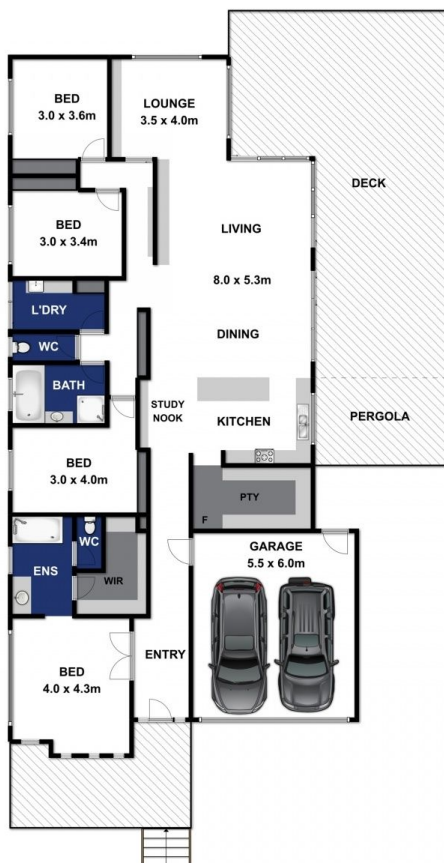 BED
3.0 x 3.6m
LOUNGE
3.5 x 4.0m
DECK
BED
3.0 x 3.4m
LIVING
8.0 x 5.3m
L'DRY
DINING
WC
BATH
STUDY
NOOK
KITCHEN
PERGOLA
BED
3.0 x 4.0m
PTY
F
WC
GARAGE
5.5 x 6.0m
ENS
WIR
BED
4.0 x 4.3m
ENTRY